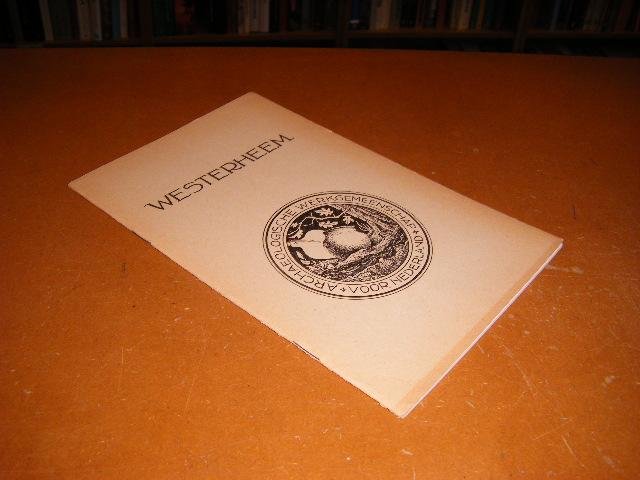 WESTERHEEM
ARCHAEOLOGISCHE WERKGEMEENSCHAP VOOR NEDERLAND